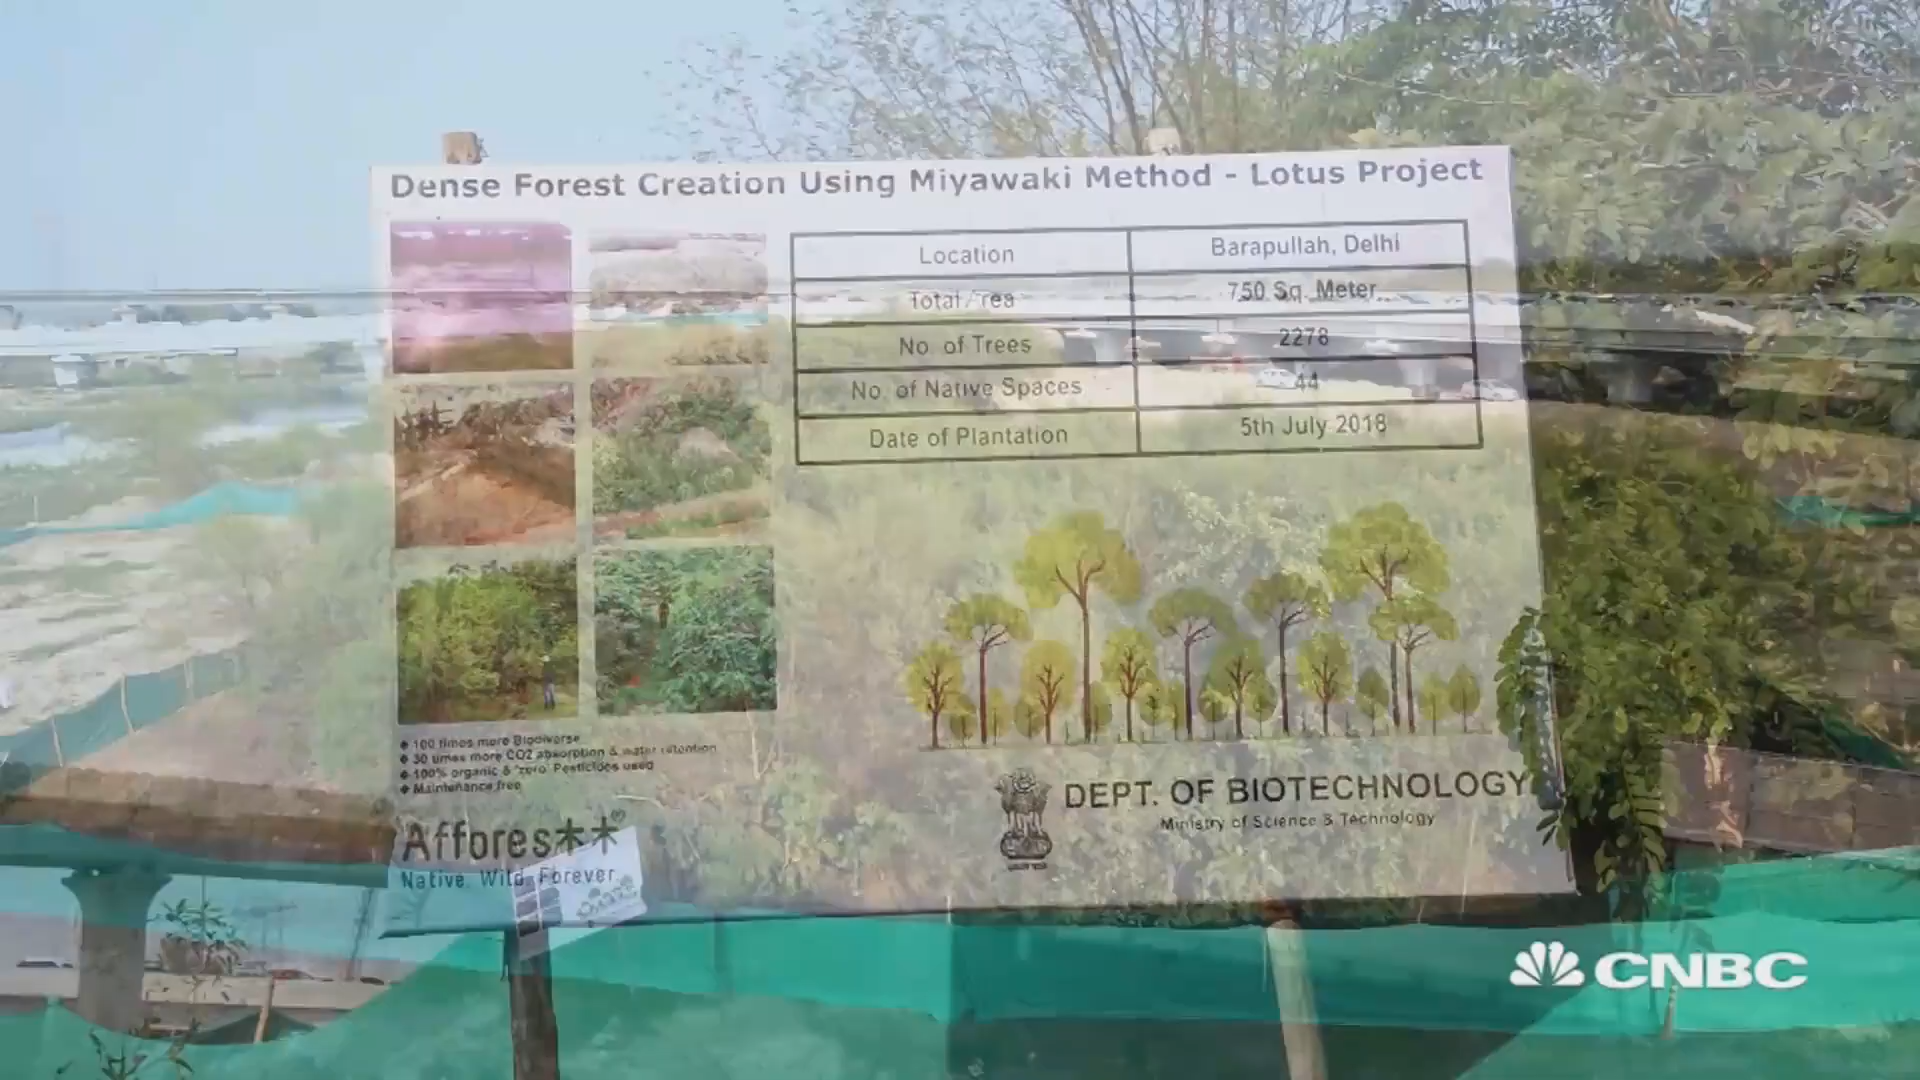 Dense Forest Creation Using Miyawaki Method - Lotus Project
Location Barapullah, Delhi
Total Area 750 Sq. Meter
No. of Trees 2278
No. of Native Spaces 44
Date of Plantation 5th July 2018
100 times more Biodiverse
30 times more CO2 absorption & water retention
100% organic & 'zero' Pesticides used
Maintenance free
Affores**
Native. Wild. Forever.
DEPT. OF BIOTECHNOLOGY
Ministry of Science & Technology
CNBC